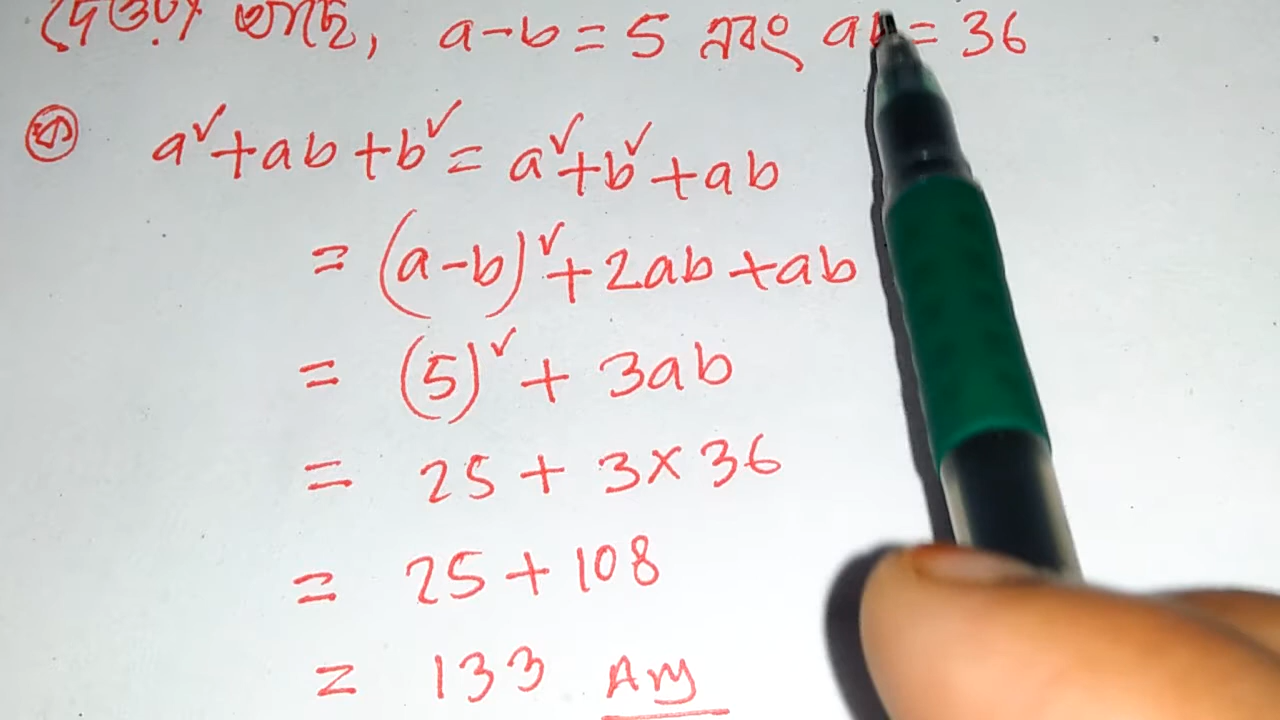 দেওয়া আছে, a-b = 5 এবং ab = 36
ক a²+ab+b² = a²+b²+ab
= (a-b)²+2ab+ab
= (5)² + 3ab
= 25 + 3×36
= 25 + 108
= 133 Ans